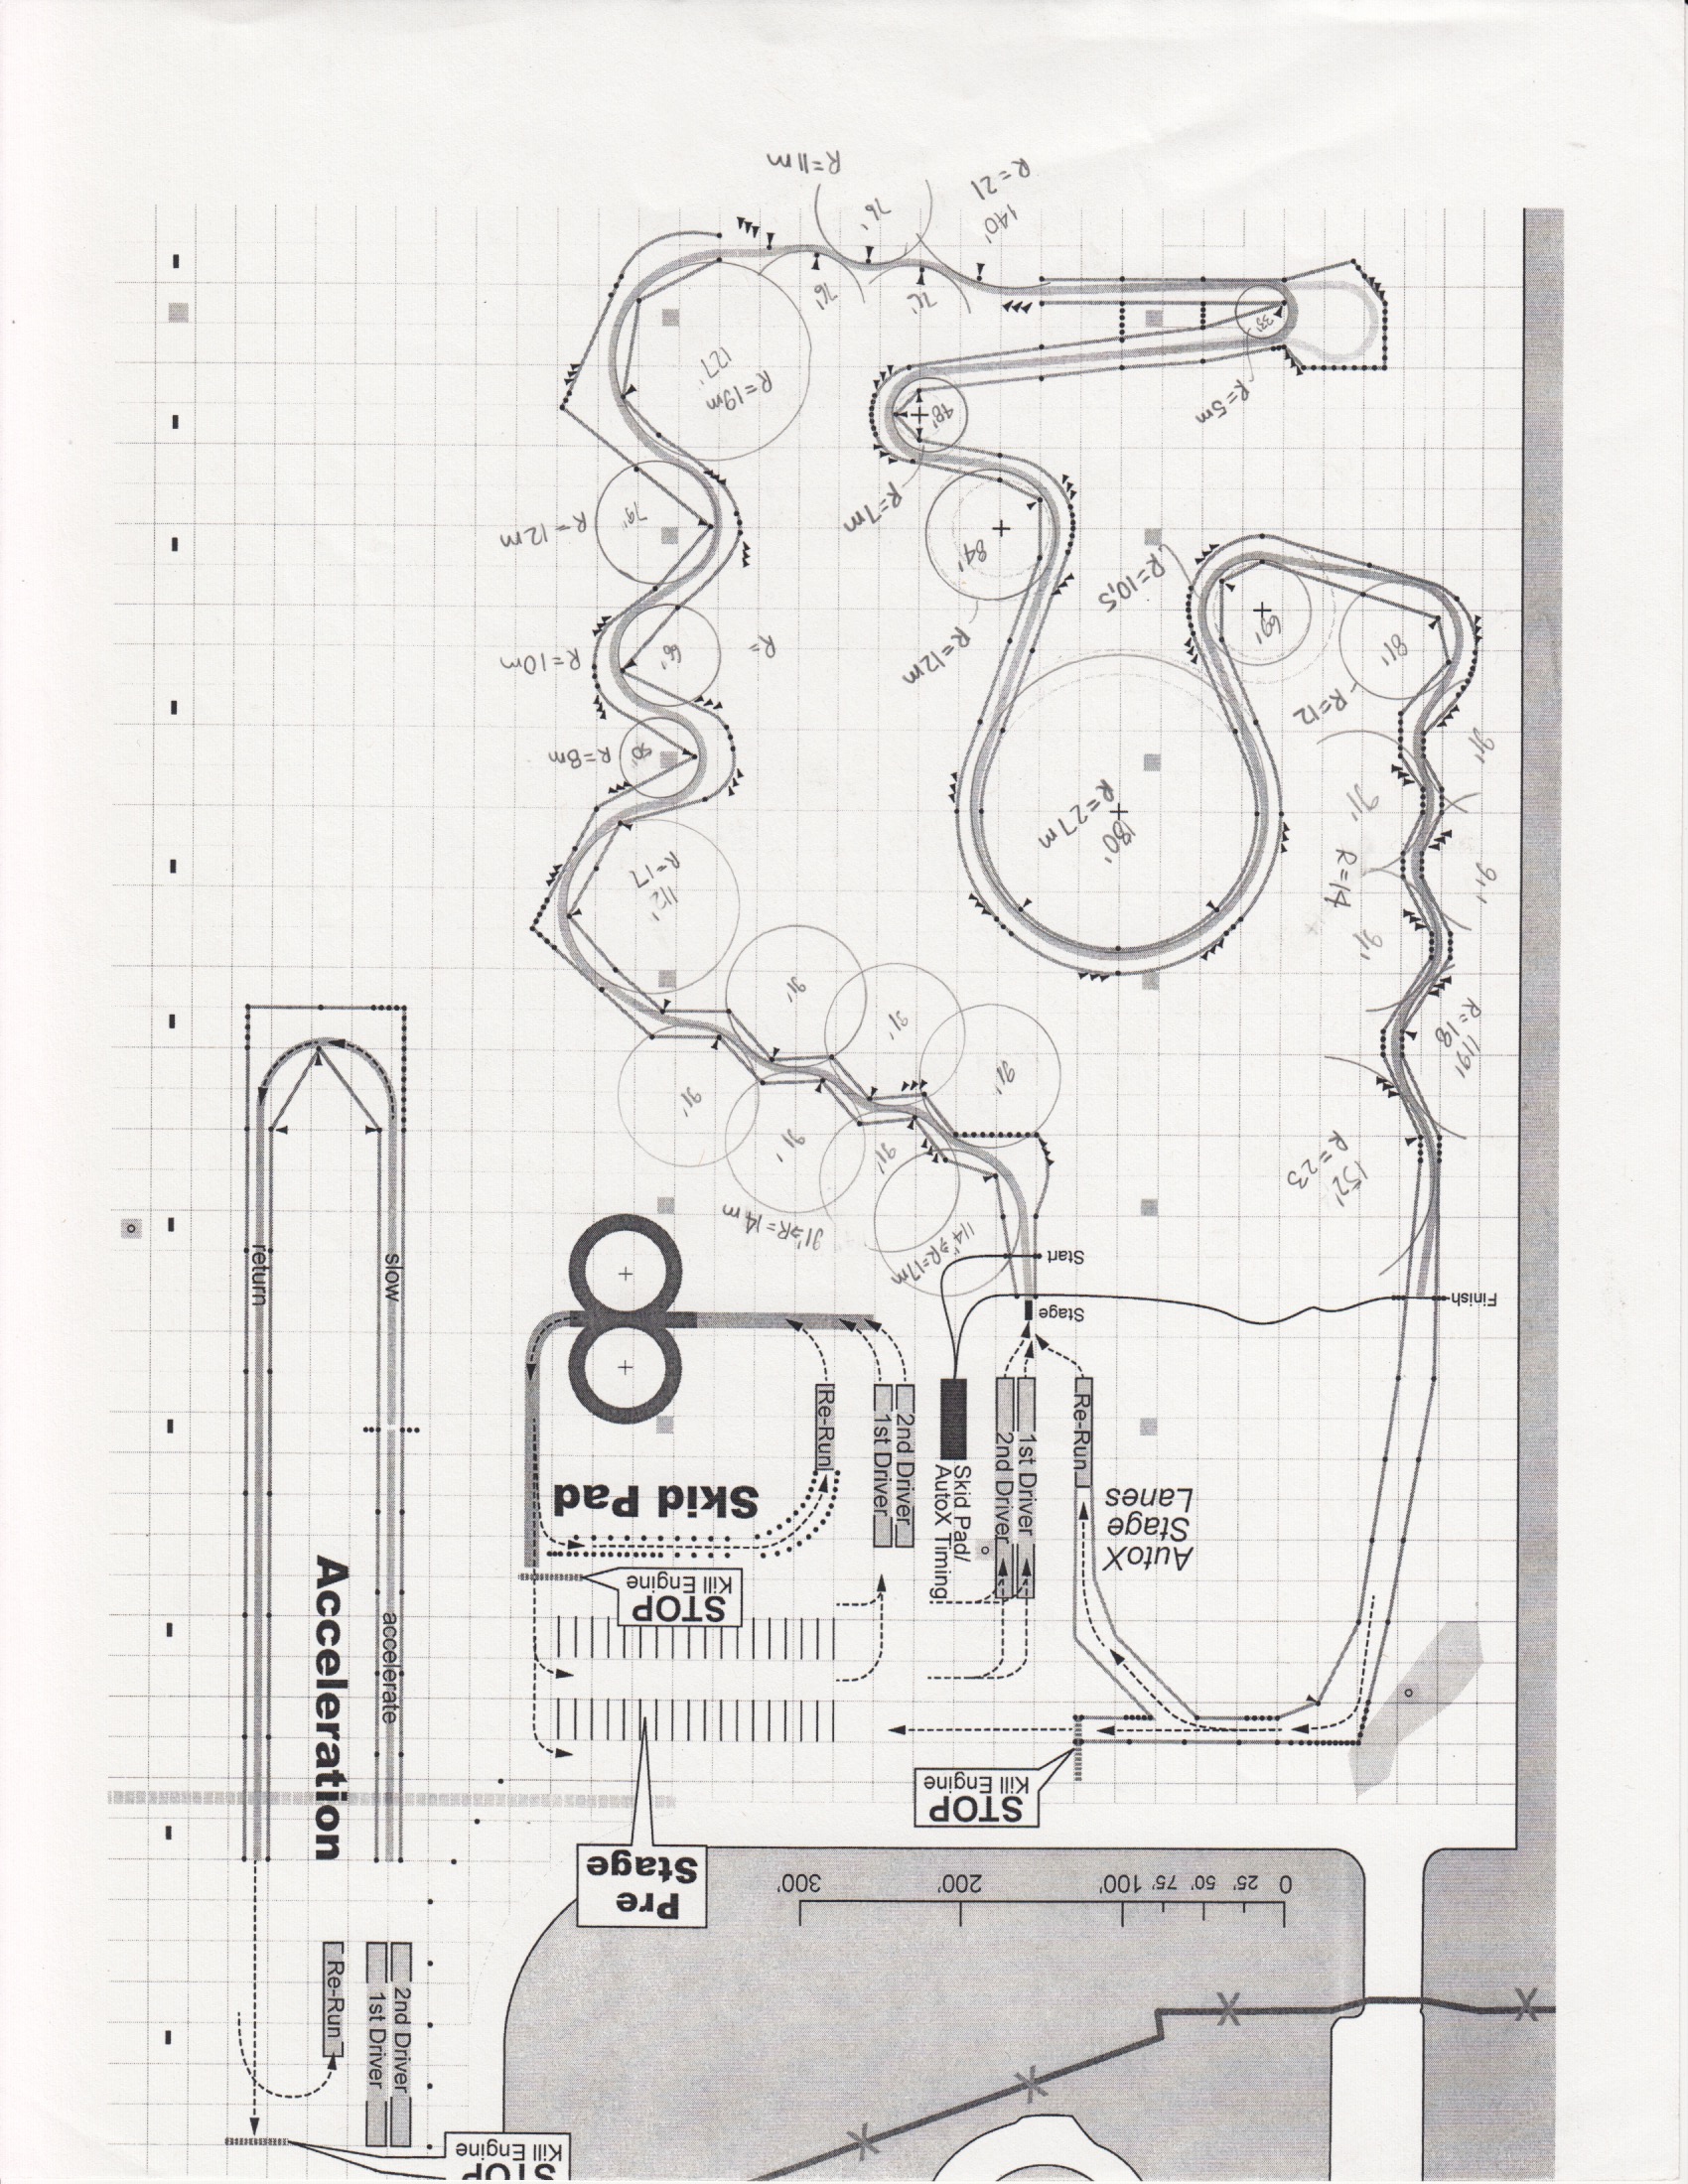 R=11m
76'
R=21
140'
76'
76'
33'
R=5m
127'
R=19m
48'
R=7m
79'
R=12m
84'
R=10,5
R=12m
69'
81'
R=12
66'
R=10m
R=
50'
R=8m
R=27m
180'
R=17
112'
91'
91'
R=14
91'
91'
91'
91'
91'
R=18
119'
91'
91'
91'
152'
R=23
91'⇒R=14m
114'⇒R=17m
Start
Stage
Finish
return
slow
accelerate
Acceleration
Skid Pad
Re-Run
1st Driver
2nd Driver
Skid Pad/
AutoX Timing
2nd Driver
1st Driver
Re-Run
AutoX
Stage
Lanes
STOP
Kill Engine
STOP
Kill Engine
Pre
Stage
0 25' 50' 75' 100' 200' 300'
Re-Run
1st Driver
2nd Driver
STOP
Kill Engine